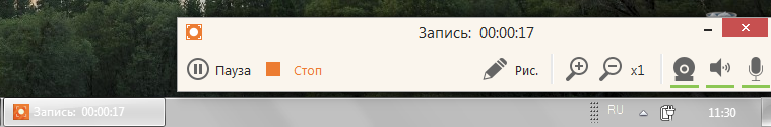 Запись: 00:00:17
Пауза Стоп Рис. x1
Запись: 00:00:17 RU 11:30